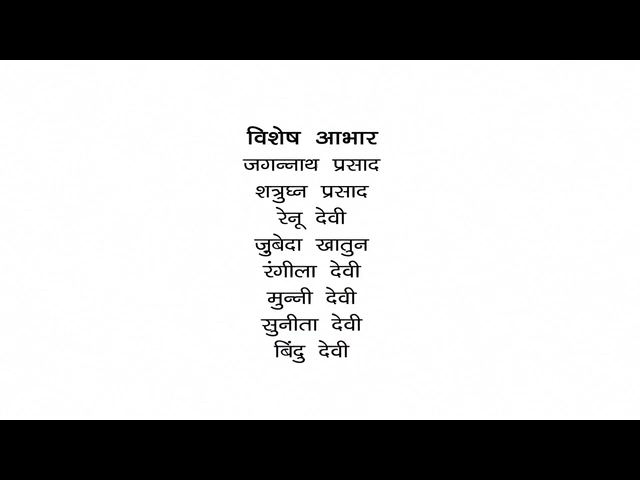 विशेष आभार
जगन्नाथ प्रसाद
शत्रुघ्न प्रसाद
रेनू देवी
जुबेदा खातुन
रंगीला देवी
मुन्नी देवी
सुनीता देवी
बिंदु देवी